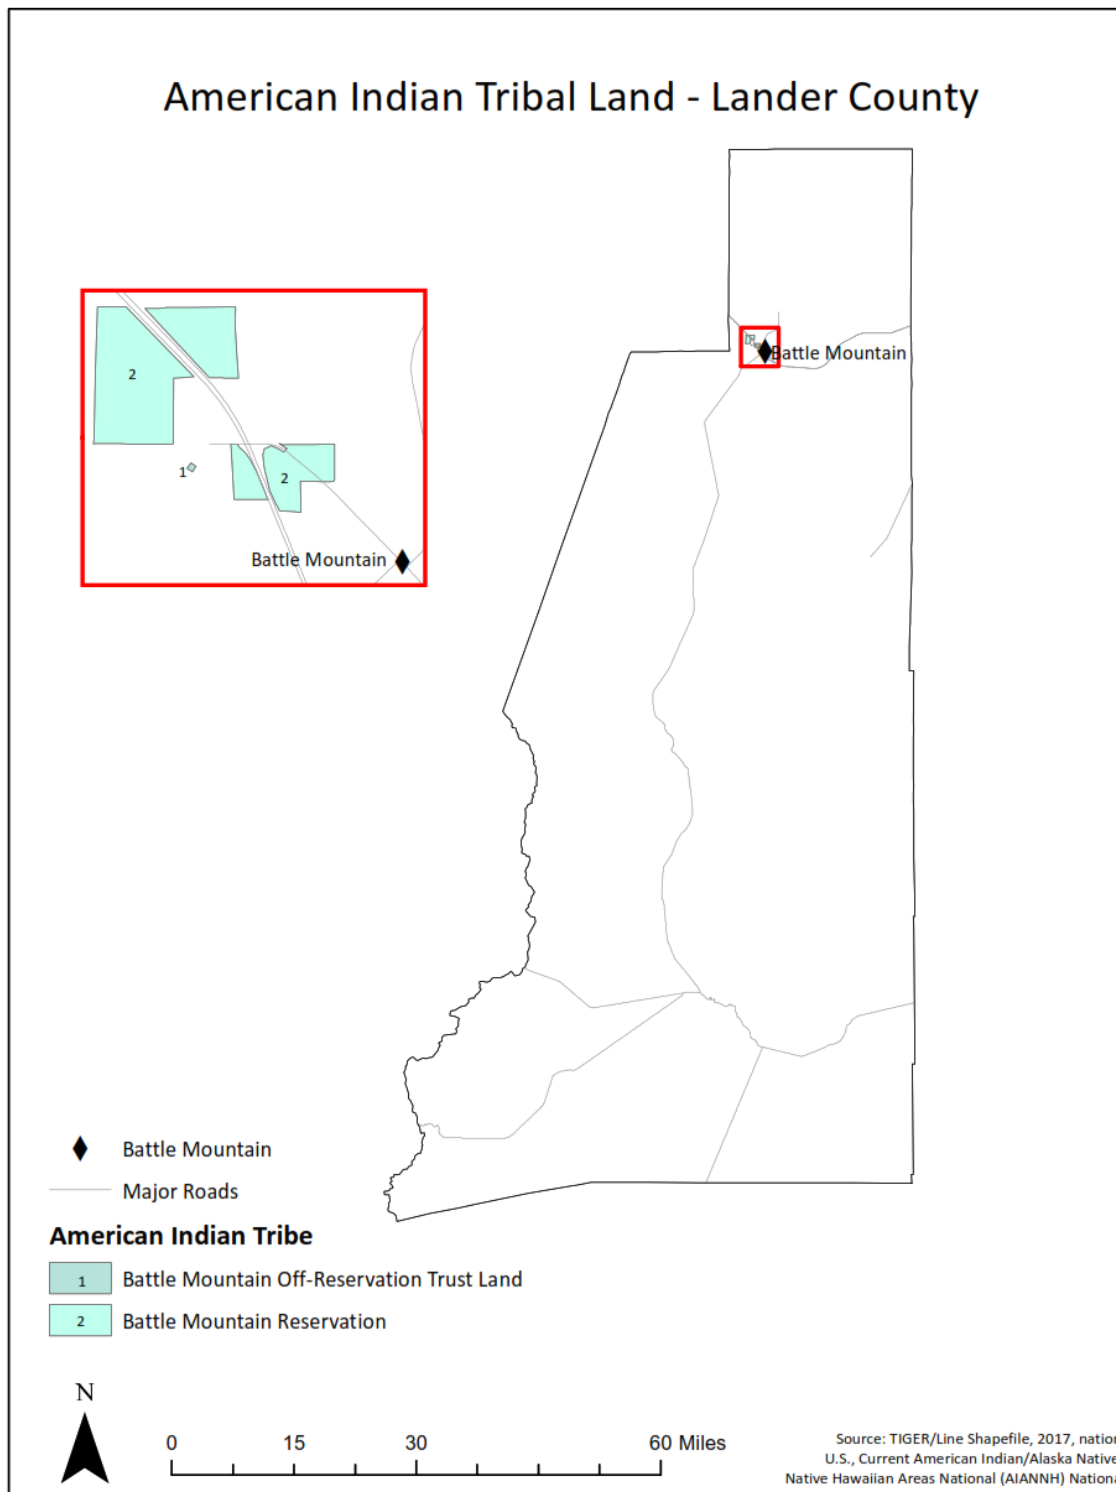 American Indian Tribal Land - Lander County
Battle Mountain
2
1
2
Battle Mountain
Battle Mountain
Major Roads
American Indian Tribe
1 Battle Mountain Off-Reservation Trust Land
2 Battle Mountain Reservation
N
0 15 30 60 Miles
Source: TIGER/Line Shapefile, 2017, nation
U.S., Current American Indian/Alaska Native
Native Hawaiian Areas National (AIANNH) Nationa